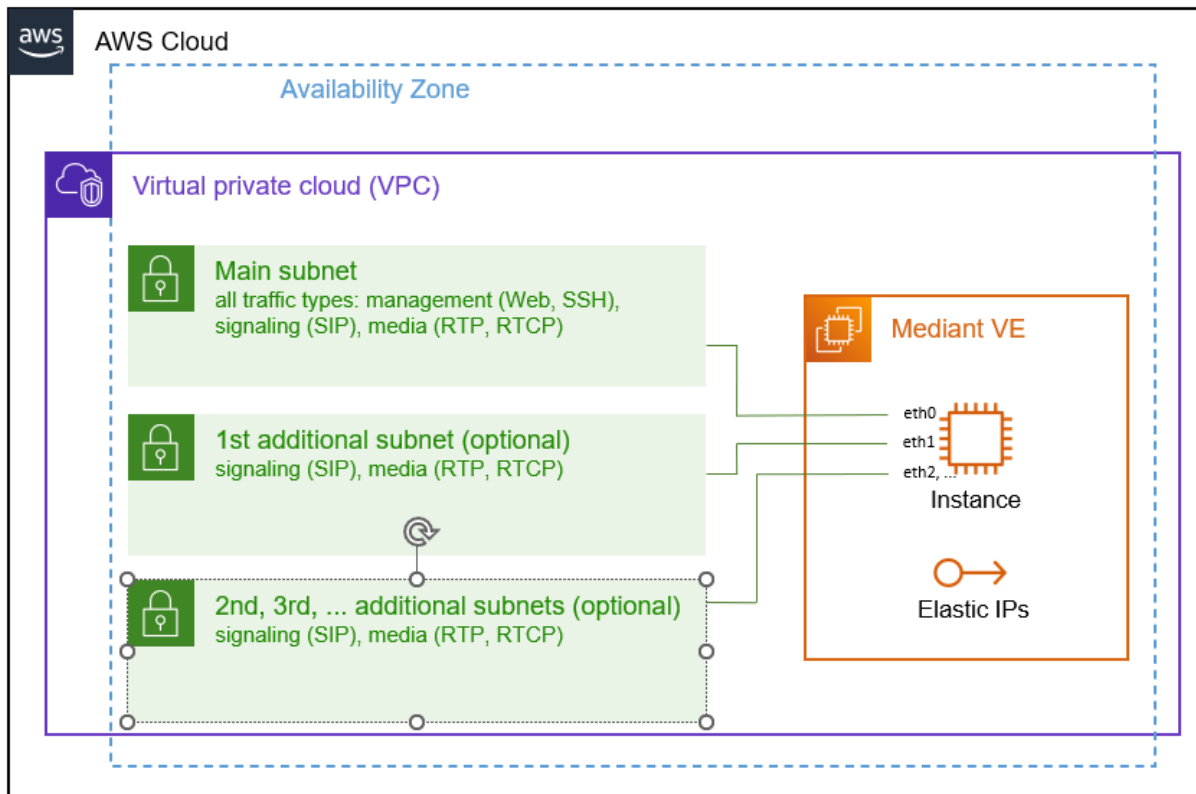 aws
AWS Cloud
Availability Zone
Virtual private cloud (VPC)
Main subnet
all traffic types: management (Web, SSH),
signaling (SIP), media (RTP, RTCP)
1st additional subnet (optional)
signaling (SIP), media (RTP, RTCP)
2nd, 3rd, ... additional subnets (optional)
signaling (SIP), media (RTP, RTCP)
Mediant VE
eth0
eth1
eth2, ...
Instance
Elastic IPs